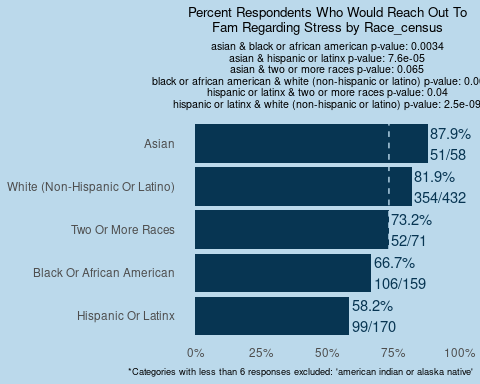 Percent Respondents Who Would Reach Out To
Fam Regarding Stress by Race_census
asian & black or african american p-value: 0.0034
asian & hispanic or latinx p-value: 7.6e-05
asian & two or more races p-value: 0.065
black or african american & white (non-hispanic or latino) p-value: 0.00
hispanic or latinx & two or more races p-value: 0.04
hispanic or latinx & white (non-hispanic or latino) p-value: 2.5e-09
Asian
87.9%
51/58
White (Non-Hispanic Or Latino)
81.9%
354/432
Two Or More Races
73.2%
52/71
Black Or African American
66.7%
106/159
Hispanic Or Latinx
58.2%
99/170
0% 25% 50% 75% 100%
*Categories with less than 6 responses excluded: 'american indian or alaska native'